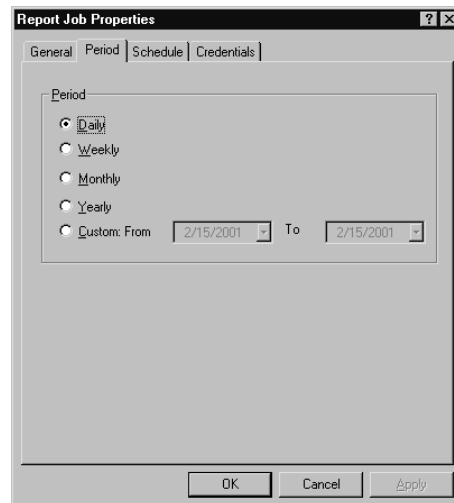 Report Job Properties
General Period Schedule Credentials
Period
Daily
Weekly
Monthly
Yearly
Custom: From 2/15/2001 To 2/15/2001
OK Cancel Apply